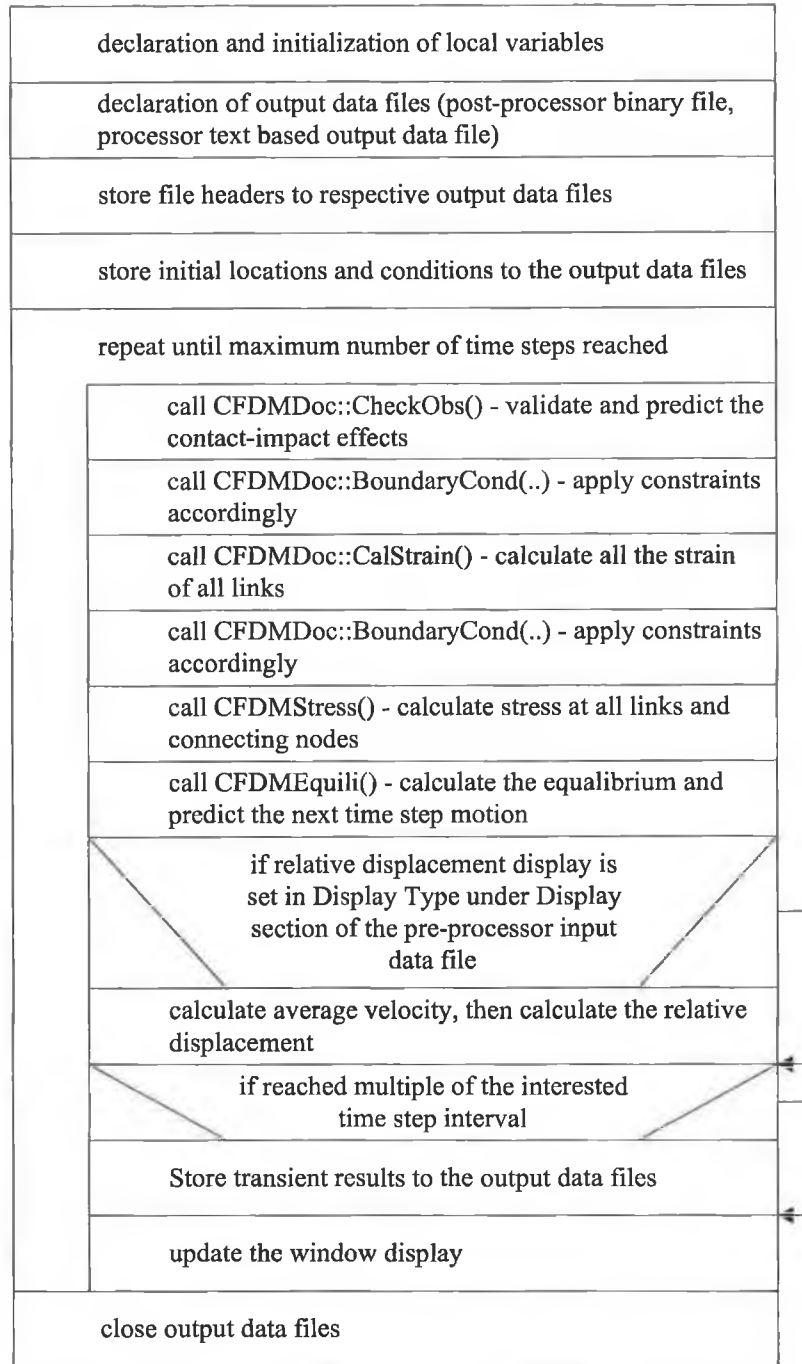 declaration and initialization of local variables
declaration of output data files (post-processor binary file,
processor text based output data file)
store file headers to respective output data files
store initial locations and conditions to the output data files
repeat until maximum number of time steps reached
call CFDMDoc::CheckObs() - validate and predict the
contact-impact effects
call CFDMDoc::BoundaryCond(..) - apply constraints
accordingly
call CFDMDoc::CalStrain() - calculate all the strain
of all links
call CFDMDoc::BoundaryCond(..) - apply constraints
accordingly
call CFDMStress() - calculate stress at all links and
connecting nodes
call CFDMEquili() - calculate the equalibrium and
predict the next time step motion
if relative displacement display is
set in Display Type under Display
section of the pre-processor input
data file
calculate average velocity, then calculate the relative
displacement
if reached multiple of the interested
time step interval
Store transient results to the output data files
update the window display
close output data files